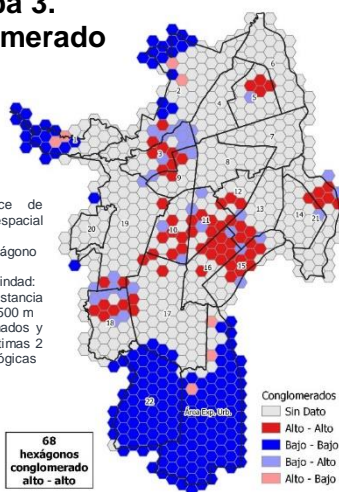 pa 3.
lomerado
ce de
espacial
ágono
indad:
stancia
500 m
ados y
timas 2
ógicas
1
2
3
4
5
6
7
8
9
10
11
12
13
14
15
16
17
18
19
20
21
22
Área Exp. Urb.
Conglomerados
Sin Dato
Alto - Alto
Bajo - Bajo
Bajo - Alto
Alto - Bajo
68
hexágonos
conglomerado
alto - alto